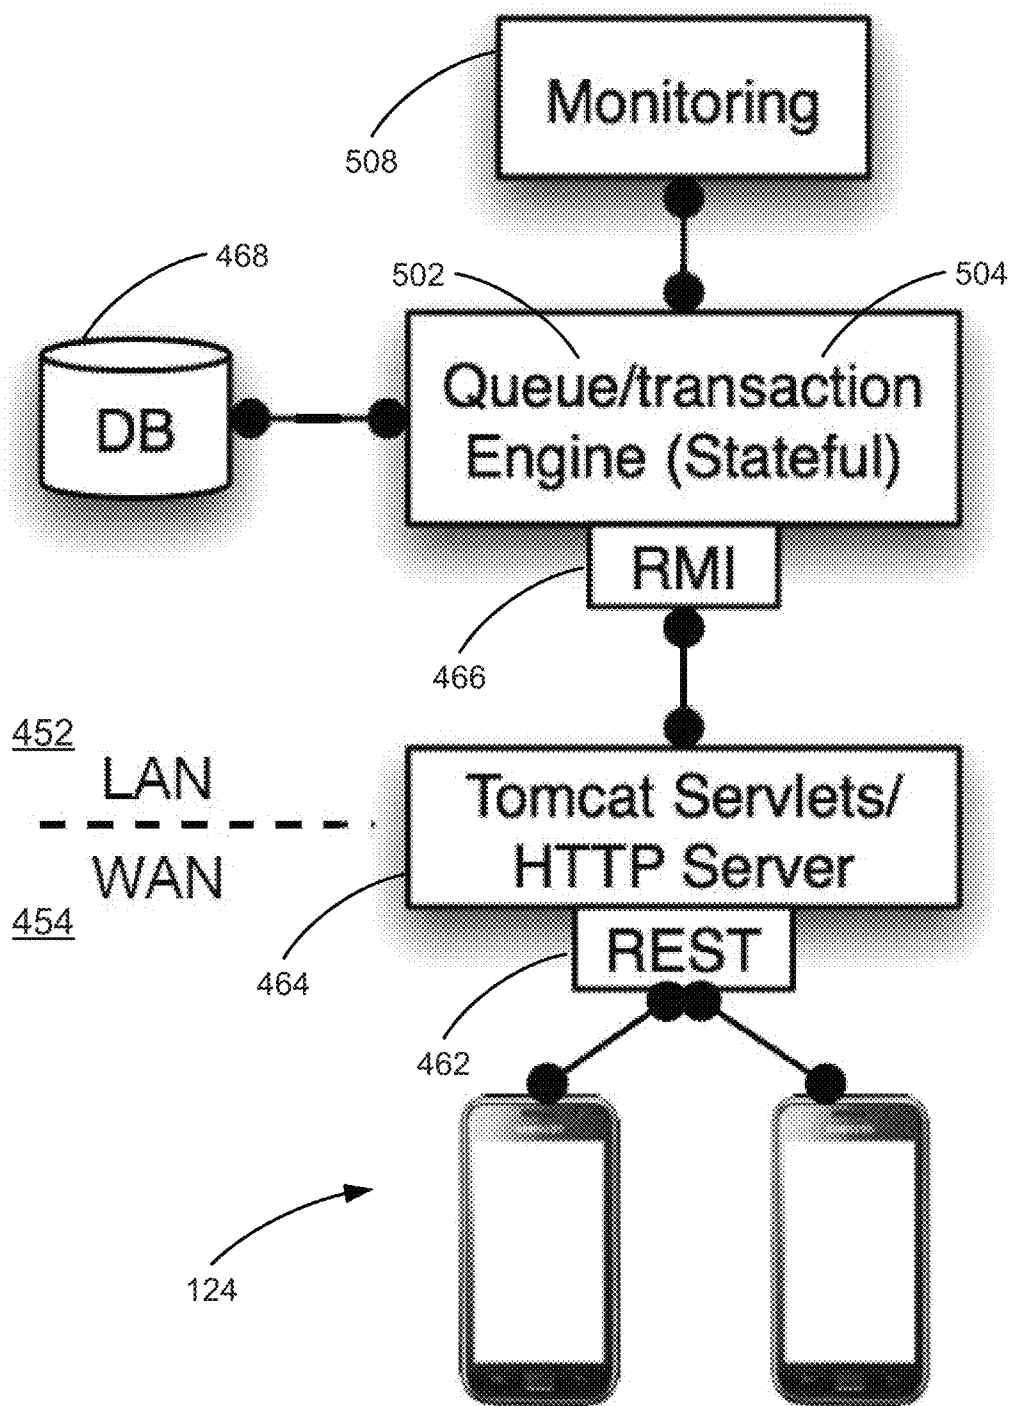 Monitoring
508
468
502
504
DB
Queue/transaction
Engine (Stateful)
RMI
466
452
LAN
WAN
454
Tomcat Servlets/
HTTP Server
464
REST
462
124